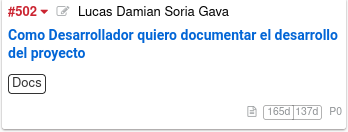 #502 Lucas Damian Soria Gava
Como Desarrollador quiero documentar el desarrollo
del proyecto
Docs
165d 137d P0